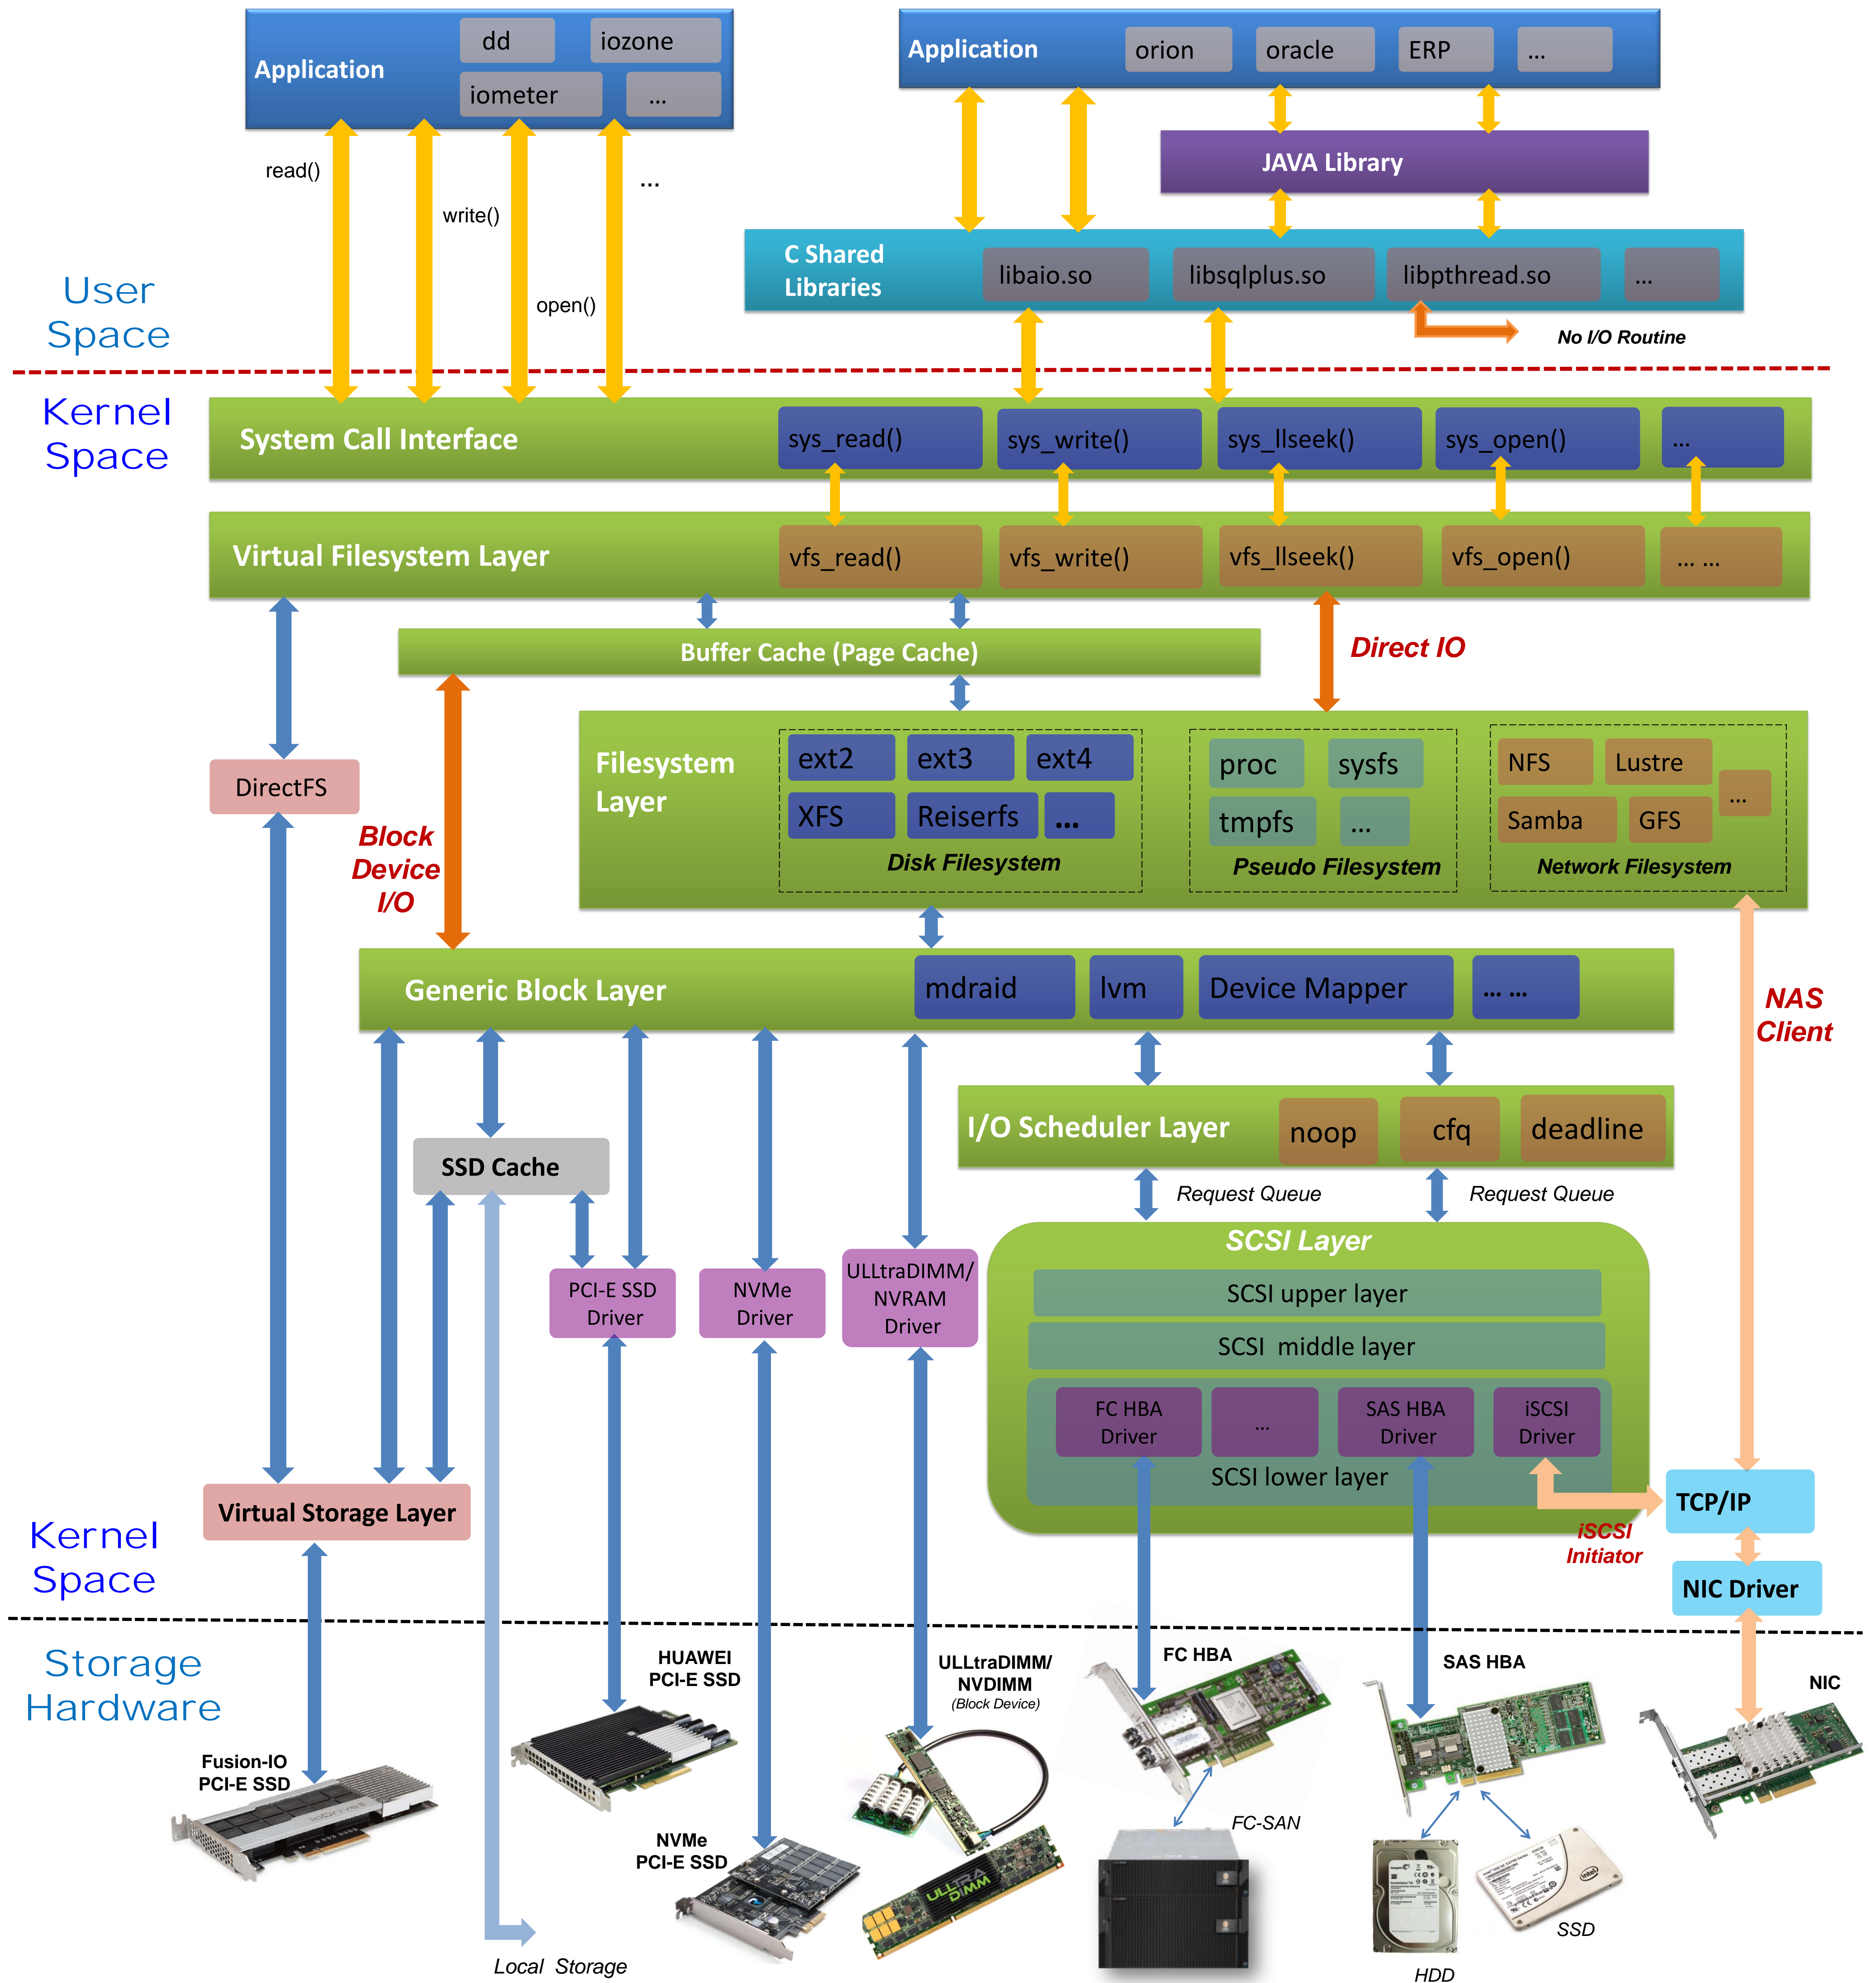 Application
dd
iozone
iometer
...
Application
orion
oracle
ERP
...
JAVA Library
read()
write()
open()
...
C Shared
Libraries
libaio.so
libsqlplus.so
libpthread.so
...
No I/O Routine
User
Space
Kernel
Space
System Call Interface
sys_read()
sys_write()
sys_llseek()
sys_open()
...
Virtual Filesystem Layer
vfs_read()
vfs_write()
vfs_llseek()
vfs_open()
... ...
Buffer Cache (Page Cache)
Direct IO
DirectFS
Block
Device
I/O
Filesystem
Layer
ext2
ext3
ext4
XFS
Reiserfs
...
Disk Filesystem
proc
sysfs
tmpfs
...
Pseudo Filesystem
NFS
Lustre
Samba
GFS
...
Network Filesystem
Generic Block Layer
mdraid
lvm
Device Mapper
... ...
NAS
Client
I/O Scheduler Layer
noop
cfq
deadline
Request Queue
Request Queue
SSD Cache
PCI-E SSD
Driver
NVMe
Driver
ULLtraDIMM/
NVRAM
Driver
SCSI Layer
SCSI upper layer
SCSI middle layer
FC HBA
Driver
...
SAS HBA
Driver
iSCSI
Driver
SCSI lower layer
Virtual Storage Layer
TCP/IP
iSCSI
Initiator
NIC Driver
Kernel
Space
Storage
Hardware
Fusion-IO
PCI-E SSD
HUAWEI
PCI-E SSD
NVMe
PCI-E SSD
ULLtraDIMM/
NVDIMM
(Block Device)
ULLTRA
DIMM
FC HBA
FC-SAN
SAS HBA
NIC
intel
Local Storage
HDD
SSD